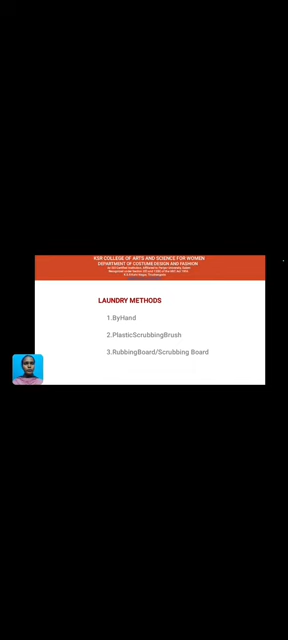 KSR COLLEGE OF ARTS AND SCIENCE FOR WOMEN
DEPARTMENT OF COSTUME DESIGN AND FASHION
LAUNDRY METHODS
1.ByHand
2.PlasticScrubbingBrush
3.RubbingBoard/Scrubbing Board